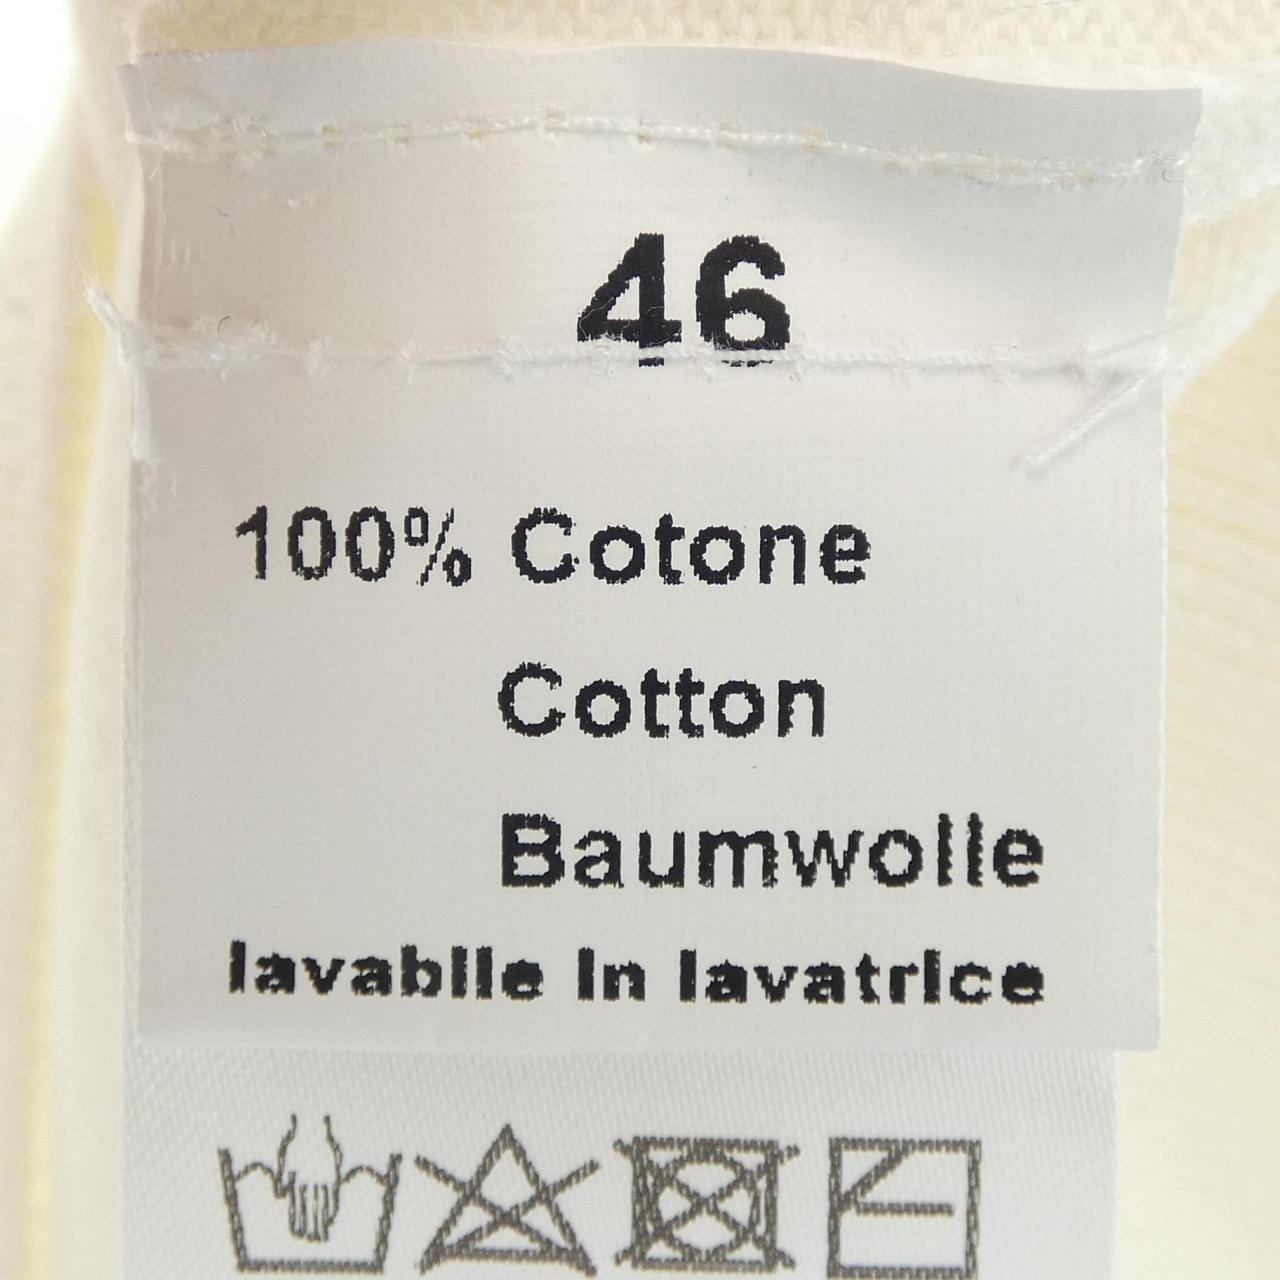 46
100% Cotone
Cotton
Baumwolle
lavabile in lavatrice